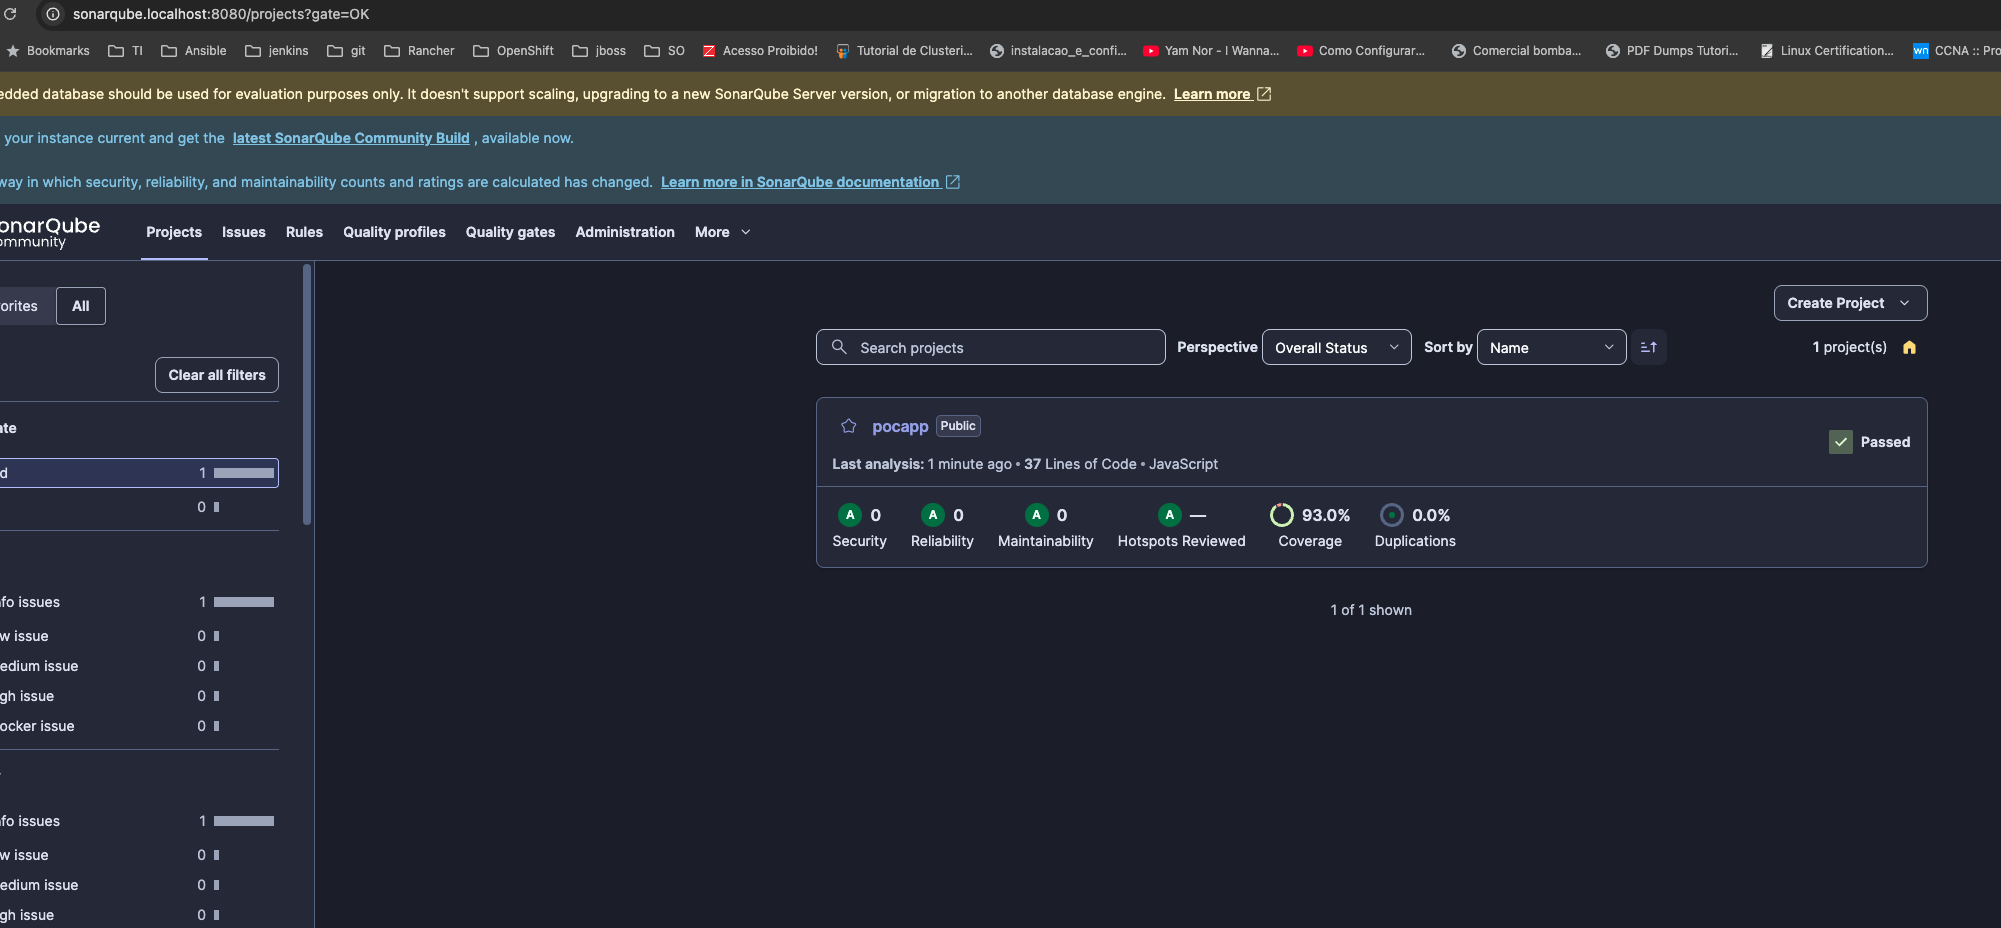 sonarqube.localhost:8080/projects?gate=OK
Bookmarks TI Ansible jenkins git Rancher OpenShift jboss SO Acesso Proibido! Tutorial de Clusteri... instalacao_e_confi... Yam Nor - I Wanna... Como Configurar... Comercial bomba... PDF Dumps Tutori... Linux Certification... CCNA :: Pro
edded database should be used for evaluation purposes only. It doesn't support scaling, upgrading to a new SonarQube Server version, or migration to another database engine. Learn more
your instance current and get the latest SonarQube Community Build , available now.
way in which security, reliability, and maintainability counts and ratings are calculated has changed. Learn more in SonarQube documentation
onarQube
ommunity
Projects Issues Rules Quality profiles Quality gates Administration More
orites All
Clear all filters
ate
d 1
0
fo issues 1
w issue 0
edium issue 0
gh issue 0
ocker issue 0
fo issues 1
w issue 0
edium issue 0
gh issue 0
Create Project
Search projects Perspective Overall Status Sort by Name 1 project(s)
pocapp Public
Passed
Last analysis: 1 minute ago • 37 Lines of Code • JavaScript
A 0 A 0 A 0 A — 93.0% 0.0%
Security Reliability Maintainability Hotspots Reviewed Coverage Duplications
1 of 1 shown